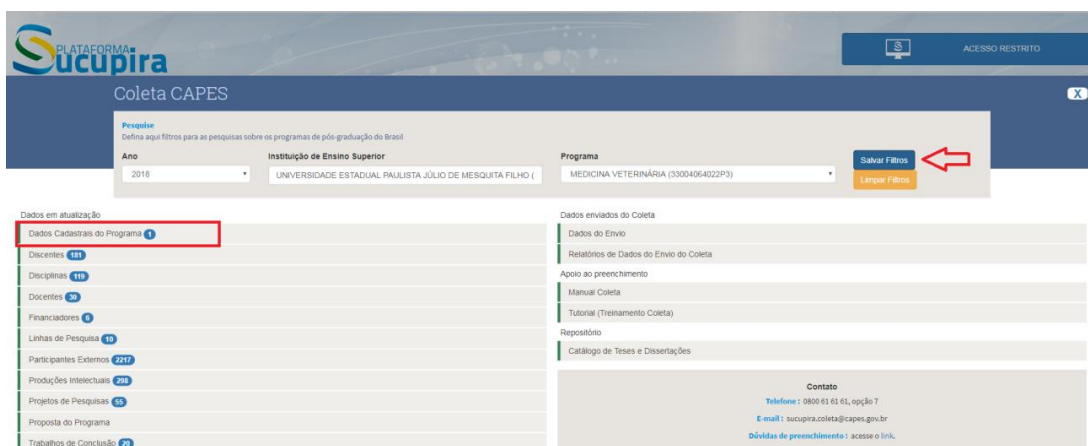 PLATAFORMA
Sucupira
ACESSO RESTRITO
Coleta CAPES
X
Pesquise
Defina aqui filtros para as pesquisas sobre os programas de pós-graduação do Brasil
Ano
Instituição de Ensino Superior
Programa
2018
UNIVERSIDADE ESTADUAL PAULISTA JÚLIO DE MESQUITA FILHO (
MEDICINA VETERINÁRIA (33004064022P3)
Salvar Filtros
Limpar Filtros
Dados em atualização
Dados Cadastrais do Programa 1
Discentes 181
Disciplinas 119
Docentes 30
Financiadores 6
Linhas de Pesquisa 10
Participantes Externos 2217
Produções Intelectuais 298
Projetos de Pesquisas 55
Proposta do Programa
Trabalhos de Conclusão 20
Dados enviados do Coleta
Dados do Envio
Relatórios de Dados do Envio do Coleta
Apoio ao preenchimento
Manual Coleta
Tutorial (Treinamento Coleta)
Repositório
Catálogo de Teses e Dissertações
Contato
Telefone : 0800 61 61 61, opção 7
E-mail : sucupira.coleta@capes.gov.br
Dúvidas de preenchimento : acesse o link.